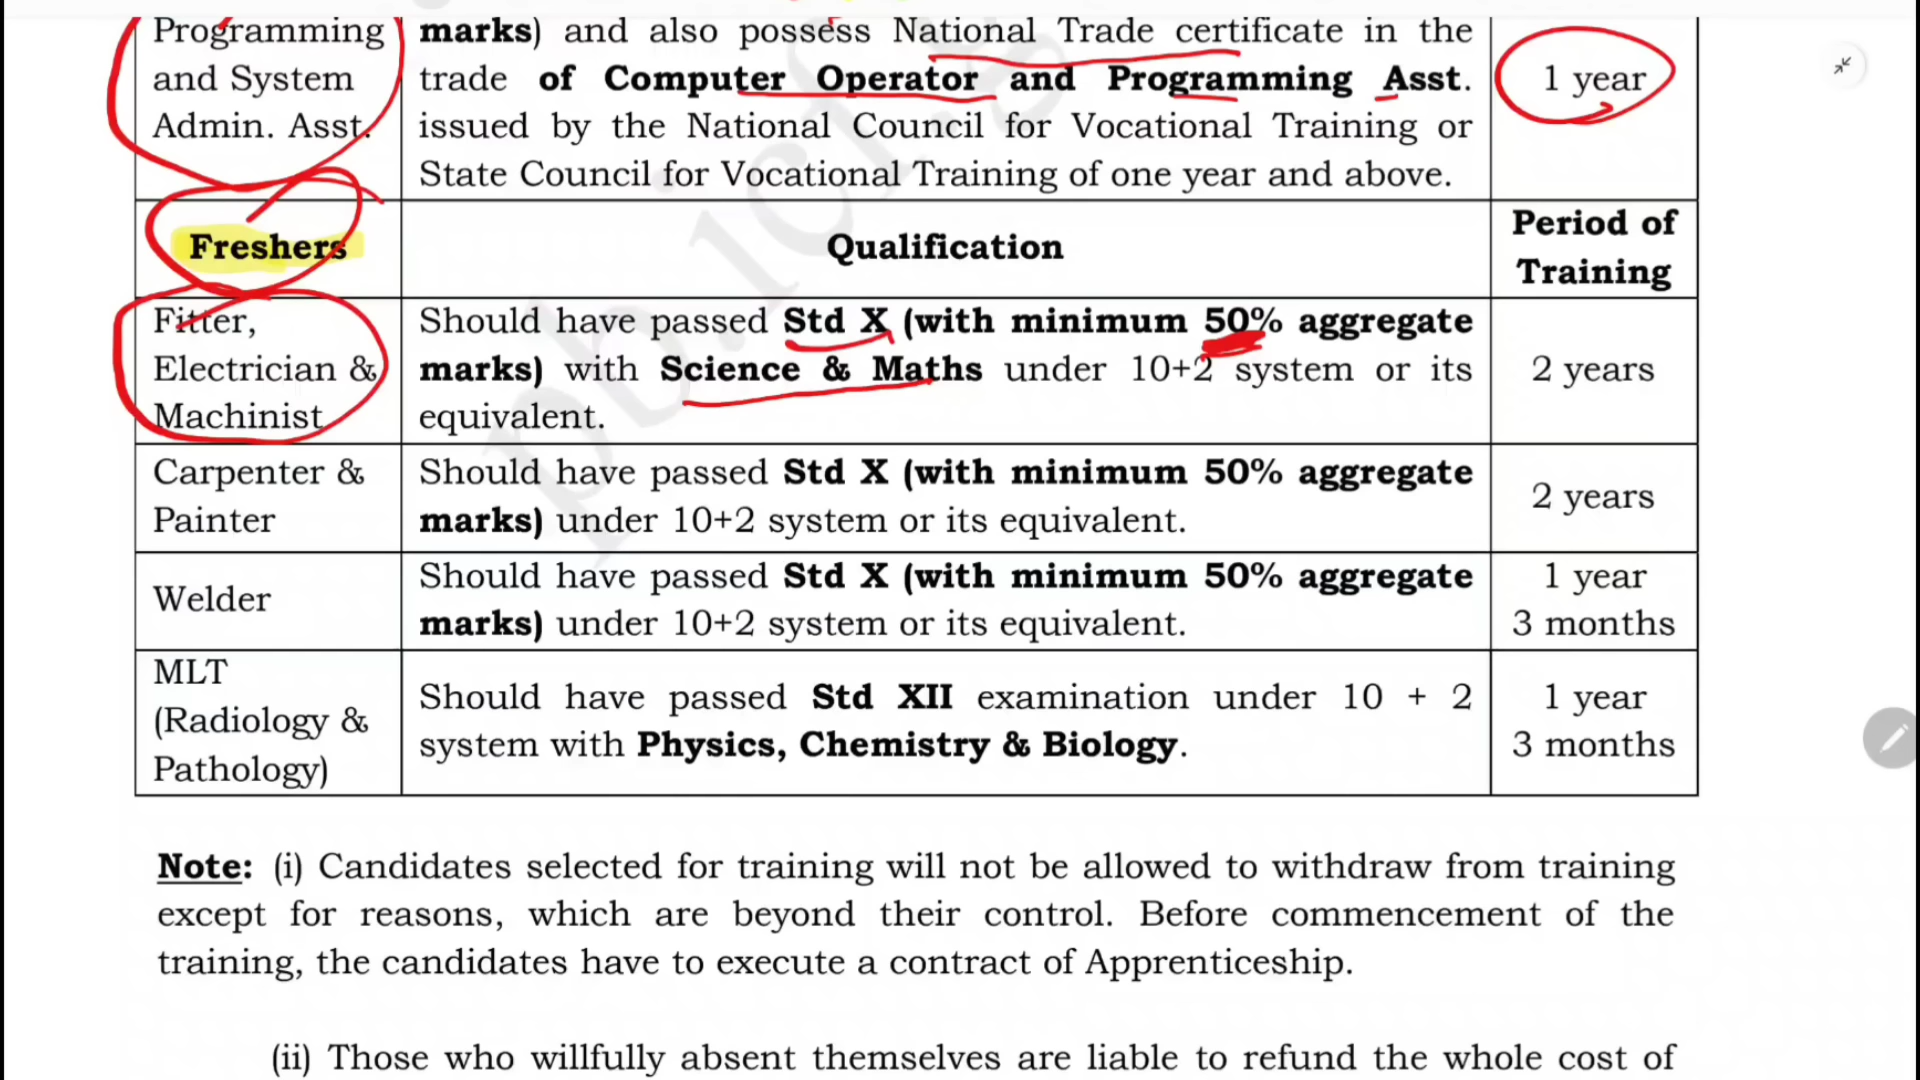 Programming
and System
Admin. Asst.
marks) and also possess National Trade certificate in the
trade of Computer Operator and Programming Asst.
issued by the National Council for Vocational Training or
State Council for Vocational Training of one year and above.
1 year
Freshers
Qualification
Period of
Training
Fitter,
Electrician &
Machinist
Should have passed Std X (with minimum 50% aggregate
marks) with Science & Maths under 10+2 system or its
equivalent.
2 years
Carpenter &
Painter
Should have passed Std X (with minimum 50% aggregate
marks) under 10+2 system or its equivalent.
2 years
Welder
Should have passed Std X (with minimum 50% aggregate
marks) under 10+2 system or its equivalent.
1 year
3 months
MLT
(Radiology &
Pathology)
Should have passed Std XII examination under 10 + 2
system with Physics, Chemistry & Biology.
1 year
3 months
Note: (i) Candidates selected for training will not be allowed to withdraw from training
except for reasons, which are beyond their control. Before commencement of the
training, the candidates have to execute a contract of Apprenticeship.
(ii) Those who willfully absent themselves are liable to refund the whole cost of